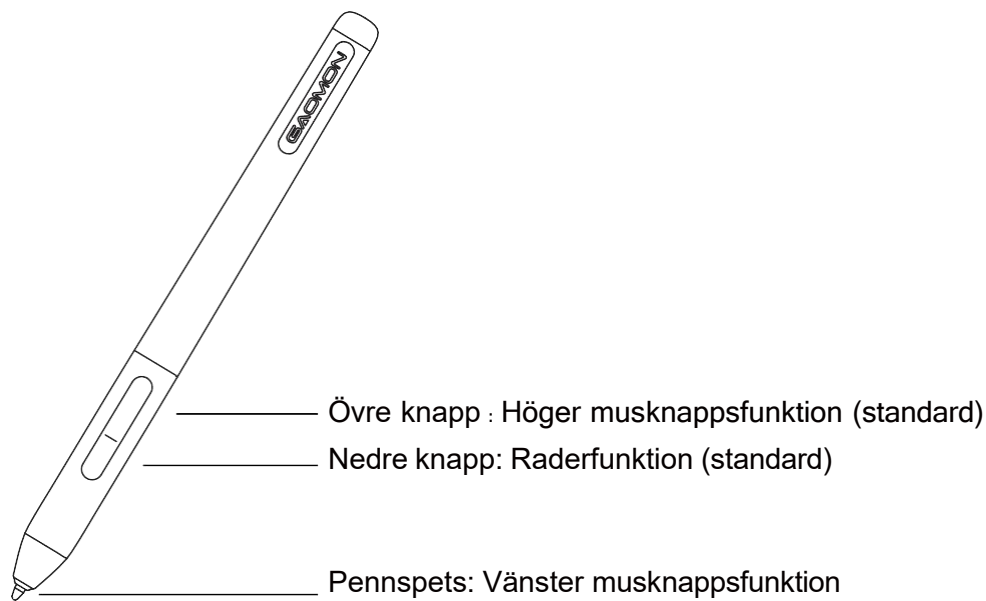 GAOMON
Övre knapp : Höger musknappsfunktion (standard)
Nedre knapp: Raderfunktion (standard)
Pennspets: Vänster musknappsfunktion